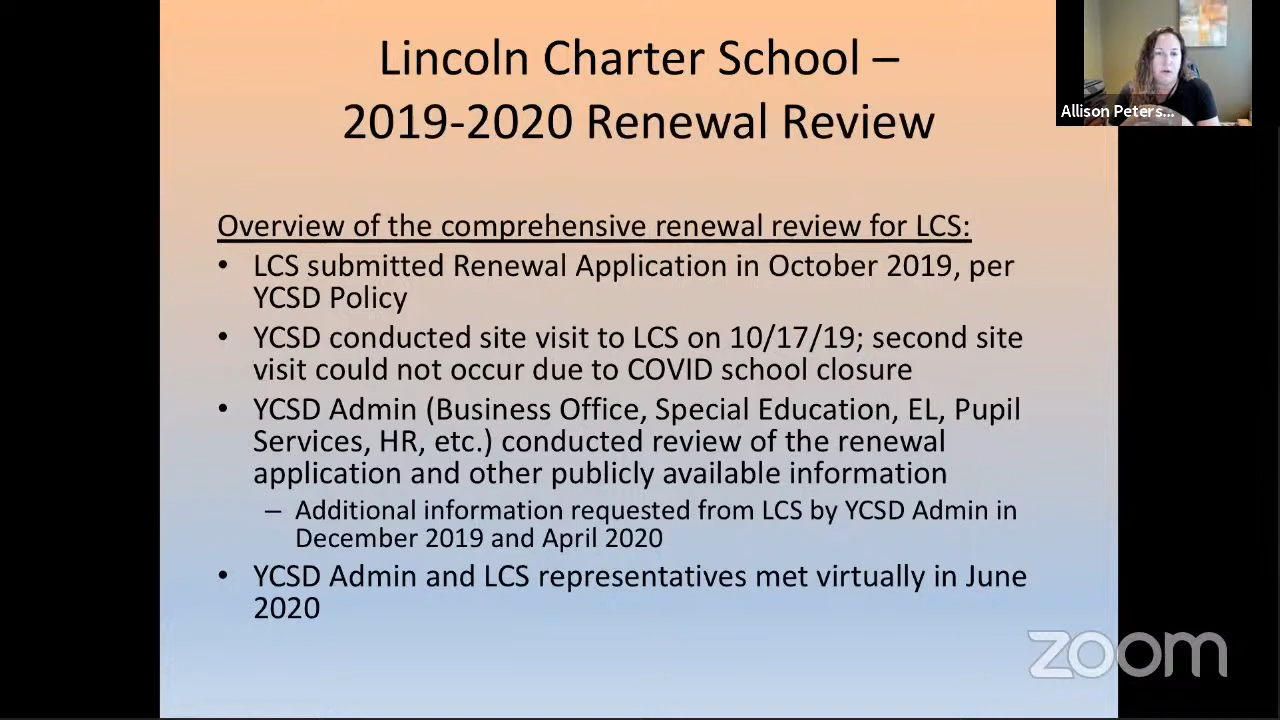 Lincoln Charter School –
2019-2020 Renewal Review
Allison Peters...
Overview of the comprehensive renewal review for LCS:
• LCS submitted Renewal Application in October 2019, per
YCSD Policy
• YCSD conducted site visit to LCS on 10/17/19; second site
visit could not occur due to COVID school closure
• YCSD Admin (Business Office, Special Education, EL, Pupil
Services, HR, etc.) conducted review of the renewal
application and other publicly available information
– Additional information requested from LCS by YCSD Admin in
December 2019 and April 2020
• YCSD Admin and LCS representatives met virtually in June
2020
zoom